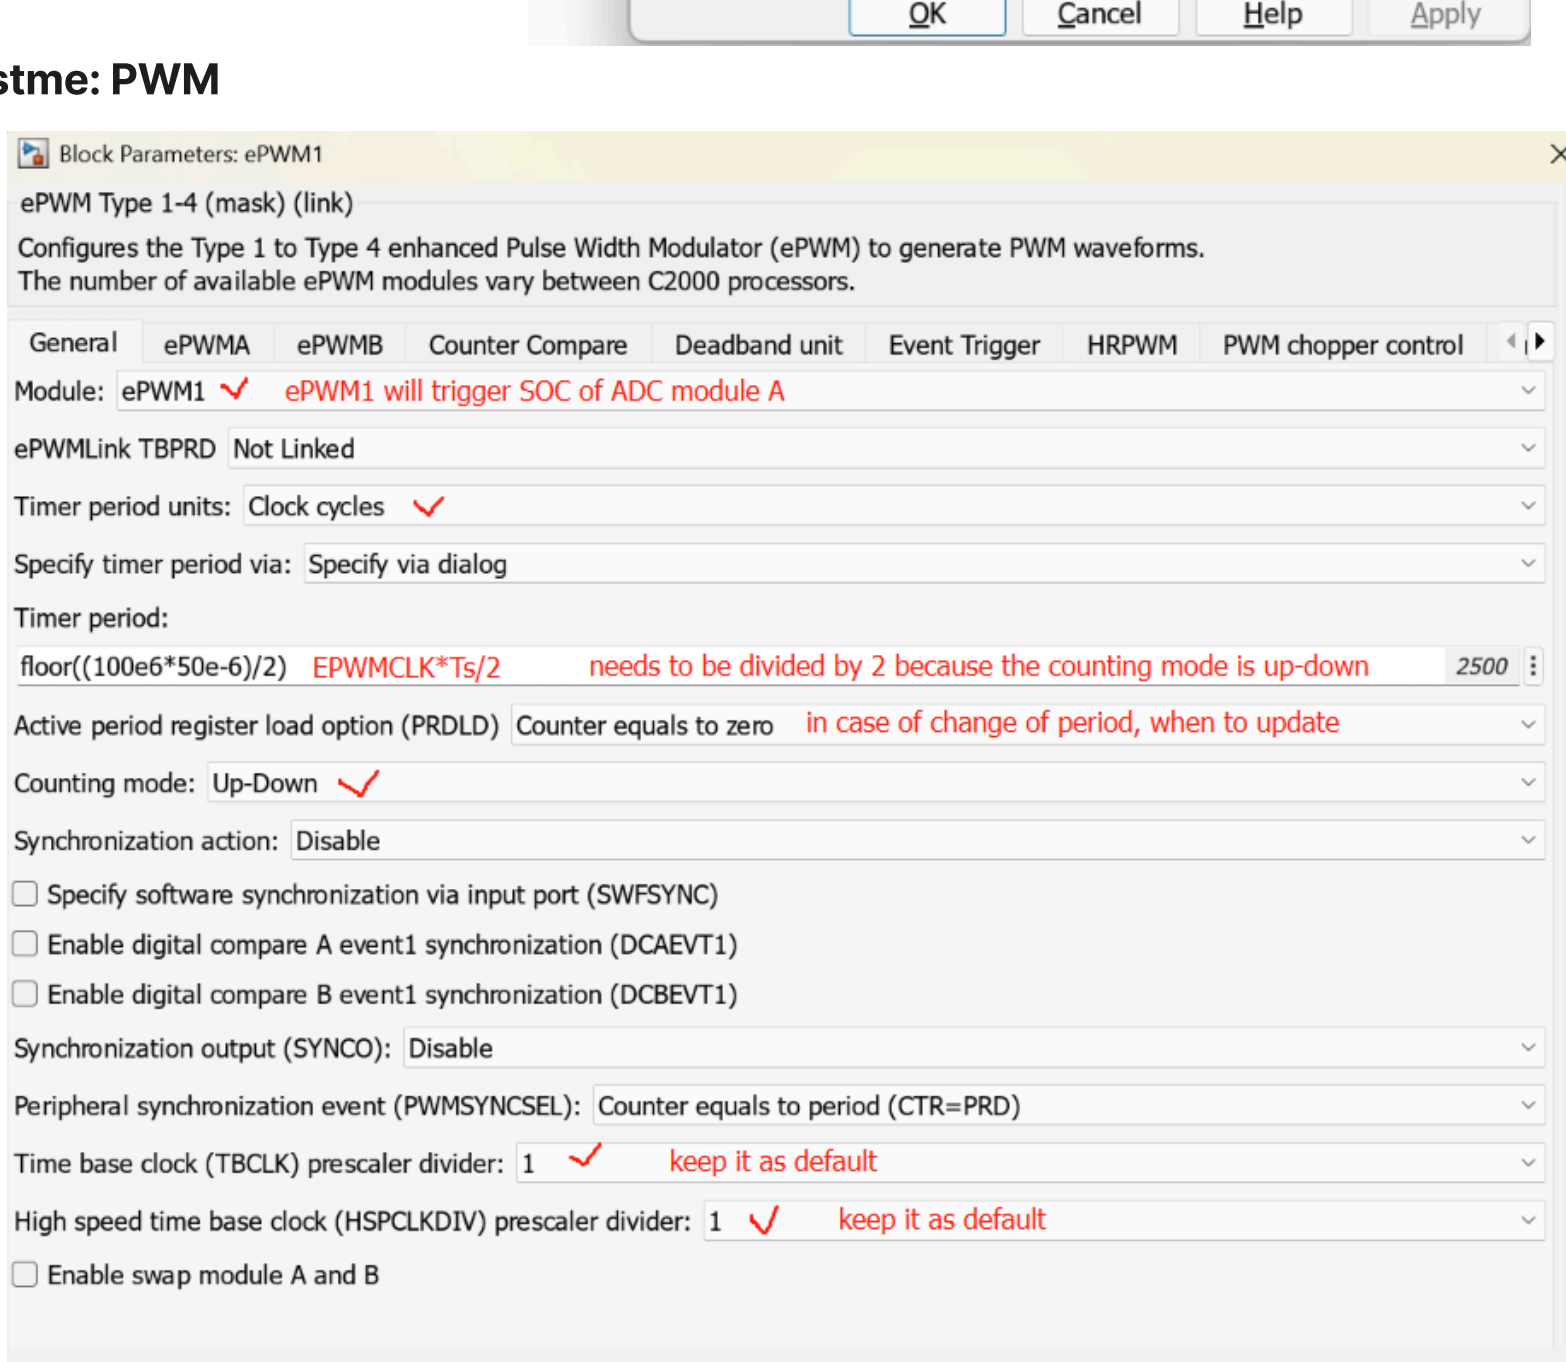 OK Cancel Help Apply
stme: PWM
Block Parameters: ePWM1
ePWM Type 1-4 (mask) (link)
Configures the Type 1 to Type 4 enhanced Pulse Width Modulator (ePWM) to generate PWM waveforms.
The number of available ePWM modules vary between C2000 processors.
General ePWMA ePWMB Counter Compare Deadband unit Event Trigger HRPWM PWM chopper control
Module: ePWM1 ePWM1 will trigger SOC of ADC module A
ePWMLink TBPRD Not Linked
Timer period units: Clock cycles
Specify timer period via: Specify via dialog
Timer period:
floor((100e6*50e-6)/2) EPWMCLK*Ts/2 needs to be divided by 2 because the counting mode is up-down 2500
Active period register load option (PRDLD) Counter equals to zero in case of change of period, when to update
Counting mode: Up-Down
Synchronization action: Disable
Specify software synchronization via input port (SWFSYNC)
Enable digital compare A event1 synchronization (DCAEVT1)
Enable digital compare B event1 synchronization (DCBEVT1)
Synchronization output (SYNCO): Disable
Peripheral synchronization event (PWMSYNCSEL): Counter equals to period (CTR=PRD)
Time base clock (TBCLK) prescaler divider: 1 keep it as default
High speed time base clock (HSPCLKDIV) prescaler divider: 1 keep it as default
Enable swap module A and B